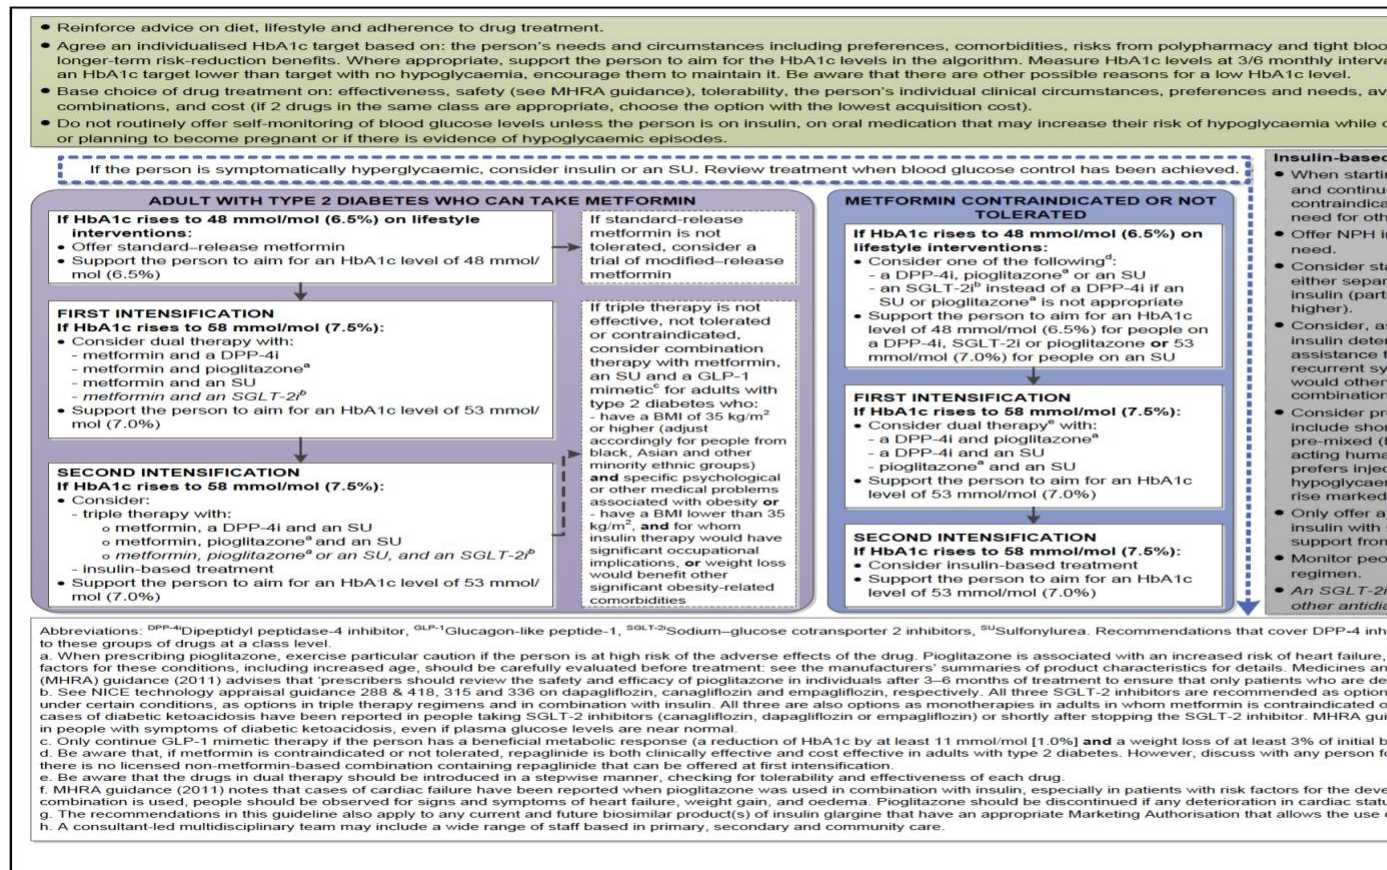 • Reinforce advice on diet, lifestyle and adherence to drug treatment.
• Agree an individualised HbA1c target based on: the person's needs and circumstances including preferences, comorbidities, risks from polypharmacy and tight bloo
longer-term risk-reduction benefits. Where appropriate, support the person to aim for the HbA1c levels in the algorithm. Measure HbA1c levels at 3/6 monthly interva
an HbA1c target lower than target with no hypoglycaemia, encourage them to maintain it. Be aware that there are other possible reasons for a low HbA1c level.
• Base choice of drug treatment on: effectiveness, safety (see MHRA guidance), tolerability, the person's individual clinical circumstances, preferences and needs, av
combinations, and cost (if 2 drugs in the same class are appropriate, choose the option with the lowest acquisition cost).
• Do not routinely offer self-monitoring of blood glucose levels unless the person is on insulin, on oral medication that may increase their risk of hypoglycaemia while
or planning to become pregnant or if there is evidence of hypoglycaemic episodes.
If the person is symptomatically hyperglycaemic, consider insulin or an SU. Review treatment when blood glucose control has been achieved.
ADULT WITH TYPE 2 DIABETES WHO CAN TAKE METFORMIN
If HbA1c rises to 48 mmol/mol (6.5%) on lifestyle
interventions:
• Offer standard–release metformin
• Support the person to aim for an HbA1c level of 48 mmol/
mol (6.5%)
If standard-release
metformin is not
tolerated, consider a
trial of modified–release
metformin
FIRST INTENSIFICATION
If HbA1c rises to 58 mmol/mol (7.5%):
• Consider dual therapy with:
- metformin and a DPP-4i
- metformin and pioglitazoneᵃ
- metformin and an SU
- metformin and an SGLT-2iᵇ
• Support the person to aim for an HbA1c level of 53 mmol/
mol (7.0%)
SECOND INTENSIFICATION
If HbA1c rises to 58 mmol/mol (7.5%):
• Consider:
- triple therapy with:
o metformin, a DPP-4i and an SU
o metformin, pioglitazoneᵃ and an SU
o metformin, pioglitazoneᵃ or an SU, and an SGLT-2iᵇ
- insulin-based treatment
• Support the person to aim for an HbA1c level of 53 mmol/
mol (7.0%)
If triple therapy is not
effective, not tolerated
or contraindicated,
consider combination
therapy with metformin,
an SU and a GLP-1
mimeticᶜ for adults with
type 2 diabetes who:
- have a BMI of 35 kg/m²
or higher (adjust
accordingly for people from
black, Asian and other
minority ethnic groups)
and specific psychological
or other medical problems
associated with obesity or
- have a BMI lower than 35
kg/m², and for whom
insulin therapy would have
significant occupational
implications, or weight loss
would benefit other
significant obesity-related
comorbidities
METFORMIN CONTRAINDICATED OR NOT
TOLERATED
If HbA1c rises to 48 mmol/mol (6.5%) on
lifestyle interventions:
• Consider one of the followingᵈ:
- a DPP-4i, pioglitazoneᵃ or an SU
- an SGLT-2iᵇ instead of a DPP-4i if an
SU or pioglitazoneᵃ is not appropriate
• Support the person to aim for an HbA1c
level of 48 mmol/mol (6.5%) for people on
a DPP-4i, SGLT-2i or pioglitazone or 53
mmol/mol (7.0%) for people on an SU
FIRST INTENSIFICATION
If HbA1c rises to 58 mmol/mol (7.5%):
• Consider dual therapyᵉ with:
- a DPP-4i and pioglitazoneᵃ
- a DPP-4i and an SU
- pioglitazoneᵃ and an SU
• Support the person to aim for an HbA1c
level of 53 mmol/mol (7.0%)
SECOND INTENSIFICATION
If HbA1c rises to 58 mmol/mol (7.5%):
• Consider insulin-based treatment
• Support the person to aim for an HbA1c
level of 53 mmol/mol (7.0%)
Insulin-based
• When startin
and continue
contraindica
need for oth
• Offer NPH in
need.
• Consider sta
either separ
insulin (parti
higher).
• Consider, as
insulin deter
assistance t
recurrent sy
would other
combination
• Consider pre
include shor
pre-mixed (
acting huma
prefers injec
hypoglycaem
rise marked
• Only offer a
insulin with
support from
• Monitor peo
regimen.
• An SGLT-2i
other antidia
Abbreviations: DPP-4iDipeptidyl peptidase-4 inhibitor, GLP-1Glucagon-like peptide-1, SGLT-2iSodium–glucose cotransporter 2 inhibitors, SUSulfonylurea. Recommendations that cover DPP-4 inh
to these groups of drugs at a class level.
a. When prescribing pioglitazone, exercise particular caution if the person is at high risk of the adverse effects of the drug. Pioglitazone is associated with an increased risk of heart failure,
factors for these conditions, including increased age, should be carefully evaluated before treatment: see the manufacturers' summaries of product characteristics for details. Medicines an
(MHRA) guidance (2011) advises that 'prescribers should review the safety and efficacy of pioglitazone in individuals after 3–6 months of treatment to ensure that only patients who are de
b. See NICE technology appraisal guidance 288 & 418, 315 and 336 on dapagliflozin, canagliflozin and empagliflozin, respectively. All three SGLT-2 inhibitors are recommended as option
under certain conditions, as options in triple therapy regimens and in combination with insulin. All three are also options as monotherapies in adults in whom metformin is contraindicated o
cases of diabetic ketoacidosis have been reported in people taking SGLT-2 inhibitors (canagliflozin, dapagliflozin or empagliflozin) or shortly after stopping the SGLT-2 inhibitor. MHRA gui
in people with symptoms of diabetic ketoacidosis, even if plasma glucose levels are near normal.
c. Only continue GLP-1 mimetic therapy if the person has a beneficial metabolic response (a reduction of HbA1c by at least 11 mmol/mol [1.0%] and a weight loss of at least 3% of initial b
d. Be aware that, if metformin is contraindicated or not tolerated, repaglinide is both clinically effective and cost effective in adults with type 2 diabetes. However, discuss with any person fo
there is no licensed non-metformin-based combination containing repaglinide that can be offered at first intensification.
e. Be aware that the drugs in dual therapy should be introduced in a stepwise manner, checking for tolerability and effectiveness of each drug.
f. MHRA guidance (2011) notes that cases of cardiac failure have been reported when pioglitazone was used in combination with insulin, especially in patients with risk factors for the deve
combination is used, people should be observed for signs and symptoms of heart failure, weight gain, and oedema. Pioglitazone should be discontinued if any deterioration in cardiac statu
g. The recommendations in this guideline also apply to any current and future biosimilar product(s) of insulin glargine that have an appropriate Marketing Authorisation that allows the use
h. A consultant-led multidisciplinary team may include a wide range of staff based in primary, secondary and community care.